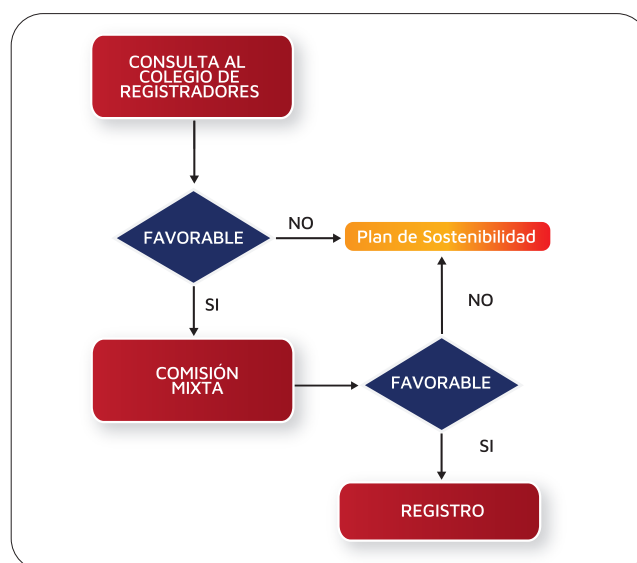 CONSULTA AL
COLEGIO DE
REGISTRADORES
FAVORABLE
NO
Plan de Sostenibilidad
SI
NO
COMISIÓN
MIXTA
FAVORABLE
SI
REGISTRO